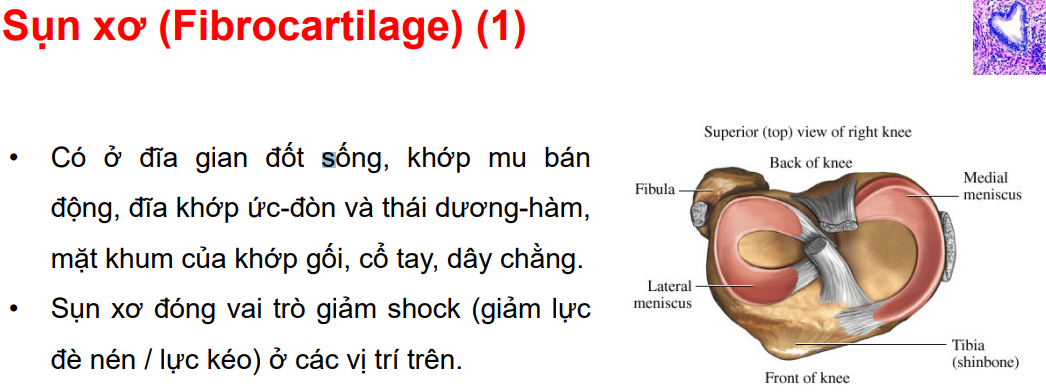 Sụn xơ (Fibrocartilage) (1)
• Có ở đĩa gian đốt sống, khớp mu bán
động, đĩa khớp ức-đòn và thái dương-hàm,
mặt khum của khớp gối, cổ tay, dây chằng.
• Sụn xơ đóng vai trò giảm shock (giảm lực
đè nén / lực kéo) ở các vị trí trên.
Superior (top) view of right knee
Back of knee
Fibula
Medial
meniscus
Lateral
meniscus
Tibia
(shinbone)
Front of knee